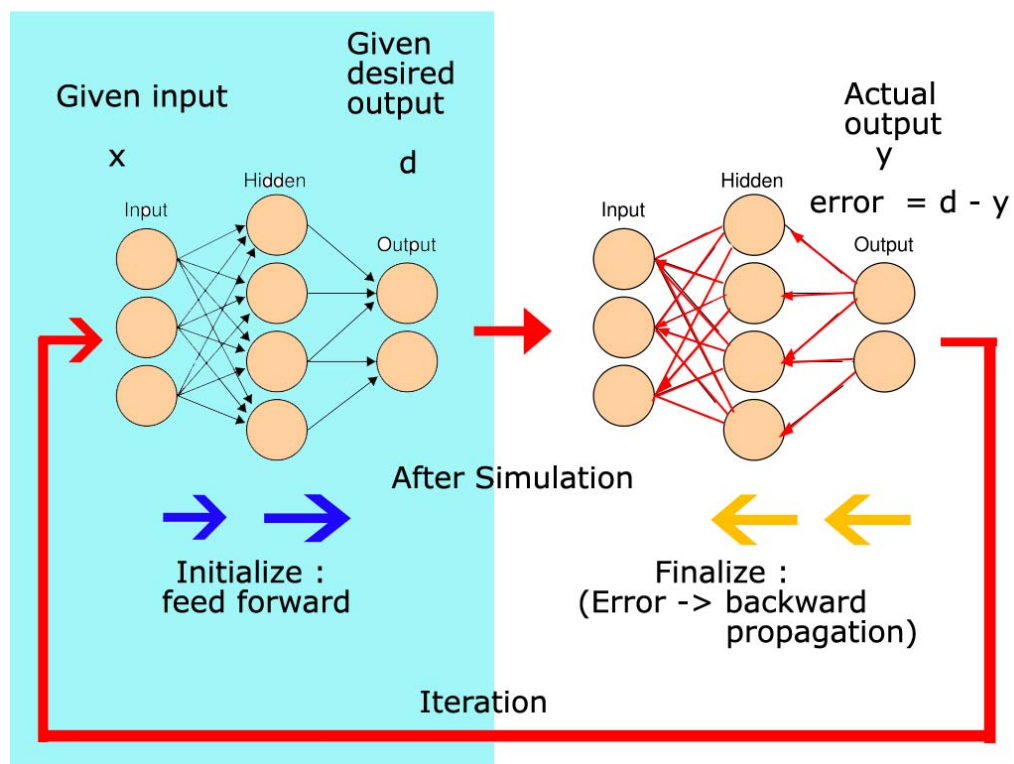 Given input
x
Given
desired
output
d
Input
Hidden
Output
Actual
output
y
error = d - y
Input
Hidden
Output
After Simulation
Initialize :
feed forward
Finalize :
(Error -> backward
propagation)
Iteration